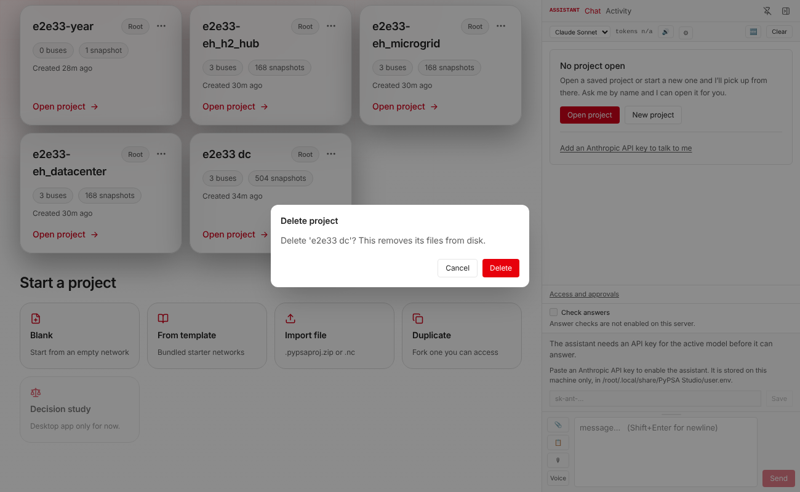 e2e33-year
Root
0 buses
1 snapshot
Created 28m ago
Open project →
e2e33-
eh_h2_hub
Root
3 buses
168 snapshots
Created 30m ago
Open project →
e2e33-
eh_microgrid
Root
3 buses
168 snapshots
Created 30m ago
Open project →
e2e33-
eh_datacenter
Root
3 buses
168 snapshots
Created 30m ago
Open project →
e2e33 dc
Root
3 buses
504 snapshots
Created 34m ago
Open project
Delete project
Delete 'e2e33 dc'? This removes its files from disk.
Cancel
Delete
Start a project
Blank
Start from an empty network
From template
Bundled starter networks
Import file
.pypsaproj.zip or .nc
Duplicate
Fork one you can access
Decision study
Desktop app only for now.
ASSISTANT Chat Activity
Claude Sonnet
tokens n/a
Clear
No project open
Open a saved project or start a new one and I'll pick up from
there. Ask me by name and I can open it for you.
Open project
New project
Add an Anthropic API key to talk to me
Access and approvals
Check answers
Answer checks are not enabled on this server.
The assistant needs an API key for the active model before it can
answer.
Paste an Anthropic API key to enable the assistant. It is stored on this
machine only, in /root/.local/share/PyPSA Studio/user.env.
sk-ant-...
Save
message... (Shift+Enter for newline)
Voice
Send